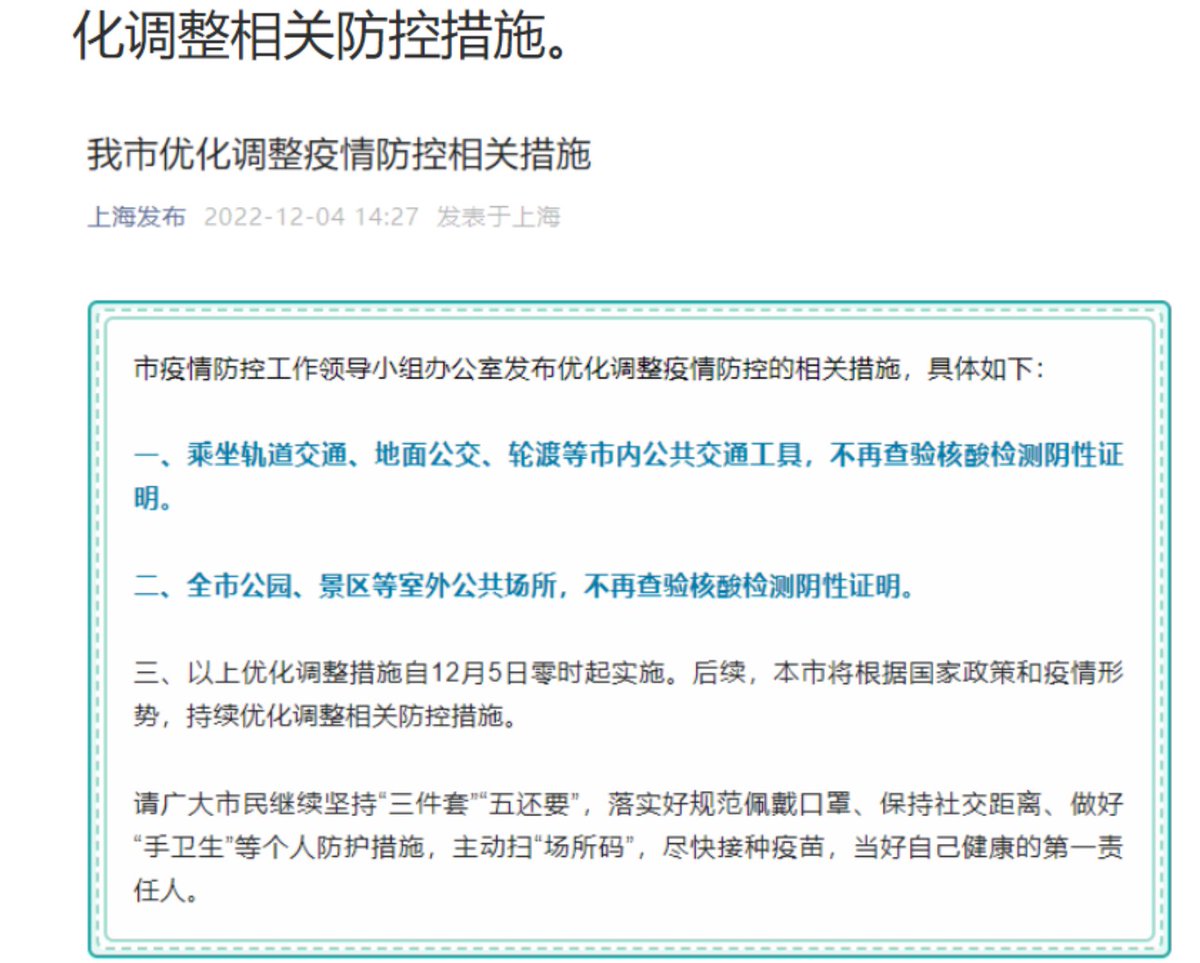 化调整相关防控措施。
我市优化调整疫情防控相关措施
上海发布 2022-12-04 14:27 发表于上海
市疫情防控工作领导小组办公室发布优化调整疫情防控的相关措施，具体如下：
一、乘坐轨道交通、地面公交、轮渡等市内公共交通工具，不再查验核酸检测阴性证
明。
二、全市公园、景区等室外公共场所，不再查验核酸检测阴性证明。
三、以上优化调整措施自12月5日零时起实施。后续，本市将根据国家政策和疫情形
势，持续优化调整相关防控措施。
请广大市民继续坚持“三件套”“五还要”，落实好规范佩戴口罩、保持社交距离、做好
“手卫生”等个人防护措施，主动扫“场所码”，尽快接种疫苗，当好自己健康的第一责
任人。